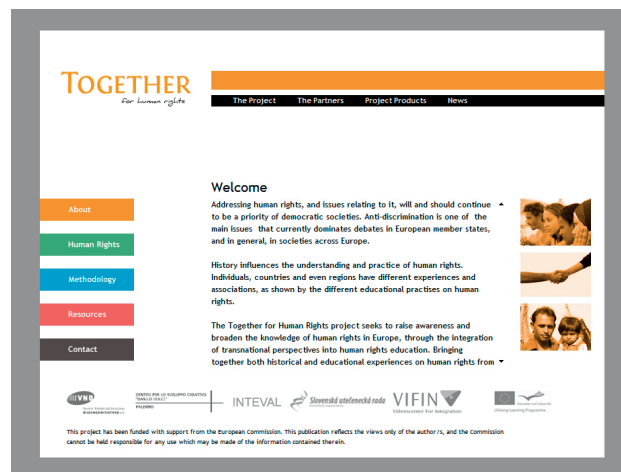 TOGETHER
for human rights
The Project The Partners Project Products News
Welcome
Addressing human rights, and issues relating to it, will and should continue
to be a priority of democratic societies. Anti-discrimination is one of the
main issues that currently dominates debates in European member states,
and in general, in societies across Europe.
History influences the understanding and practice of human rights.
Individuals, countries and even regions have different experiences and
associations, as shown by the different educational practises on human
rights.
The Together for Human Rights project seeks to raise awareness and
broaden the knowledge of human rights in Europe, through the integration
of transnational perspectives into human rights education. Bringing
together both historical and educational experiences on human rights from
About
Human Rights
Methodology
Resources
Contact
VNB
CENTRO PER LO SVILUPPO CREATIVO
"DANILO DOLCI"
PALERMO
INTEVAL
Slovenská utečenecká rada
VIFIN
Videnscenter for Integration
Lifelong Learning Programme
This project has been funded with support from the European Commission. This publication reflects the views only of the author/s, and the Commission
cannot be held responsible for any use which may be made of the information contained therein.